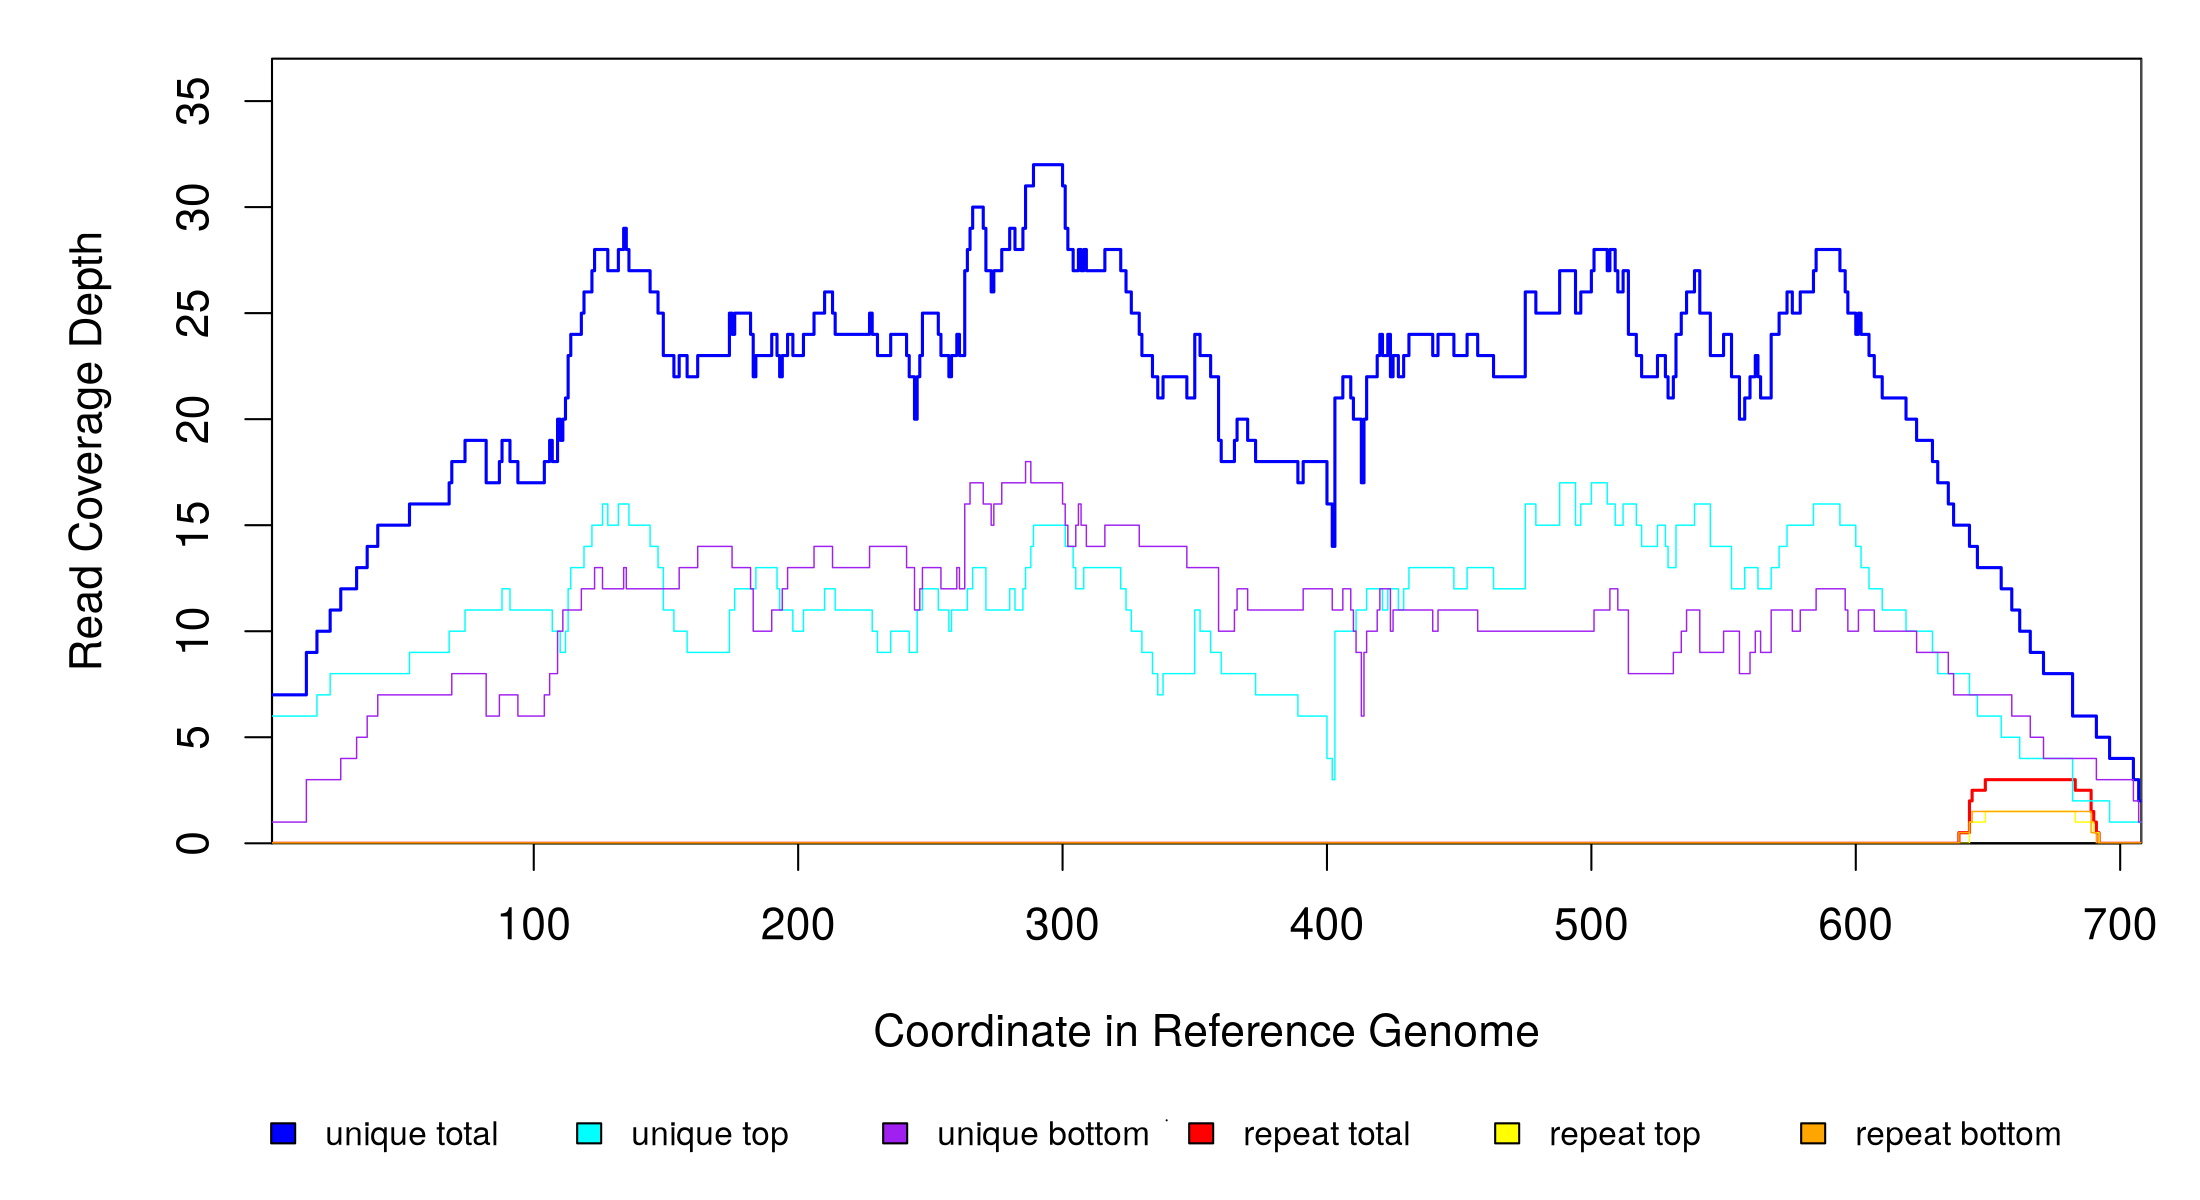 35
30
25
20
15
10
5
0
Read Coverage Depth
100 200 300 400 500 600 700
Coordinate in Reference Genome
unique total unique top unique bottom repeat total repeat top repeat bottom